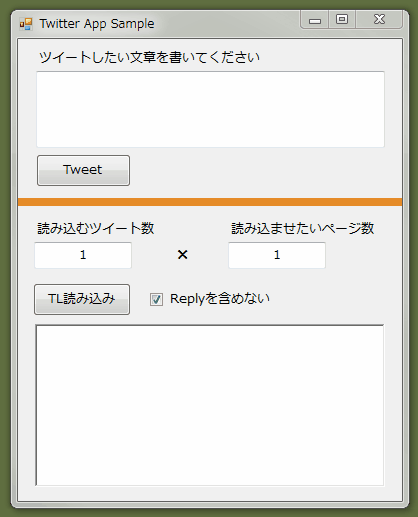 Twitter App Sample
ツイートしたい文章を書いてください
Tweet
読み込むツイート数 読み込ませたいページ数
1 × 1
TL読み込み Replyを含めない